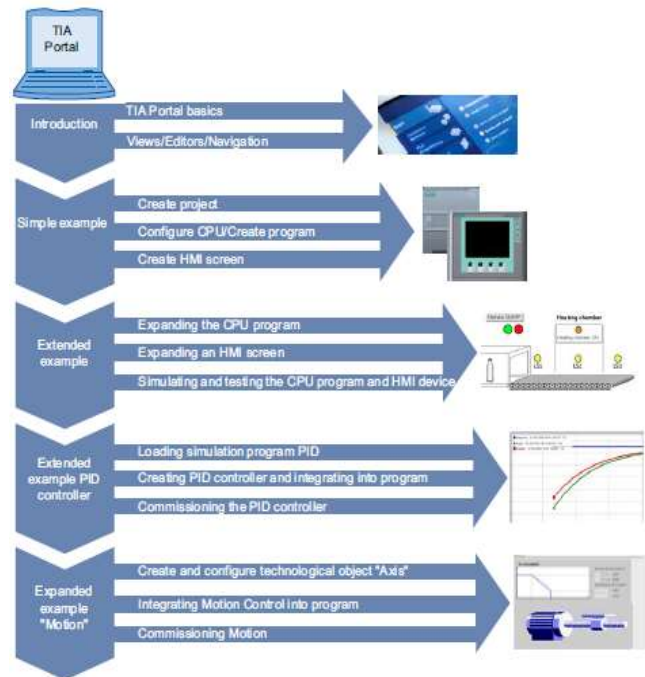 TIA
Portal
Introduction
TIA Portal basics
Views/Editors/Navigation
Simple example
Create project
Configure CPU/Create program
Create HMI screen
Extended
example
Expanding the CPU program
Expanding an HMI screen
Simulating and testing the CPU program and HMI device
Heating chamber
Extended
example PID
controller
Loading simulation program PID
Creating PID controller and integrating into program
Commissioning the PID controller
Expanded
example
"Motion"
Create and configure technological object "Axis"
Integrating Motion Control into program
Commissioning Motion